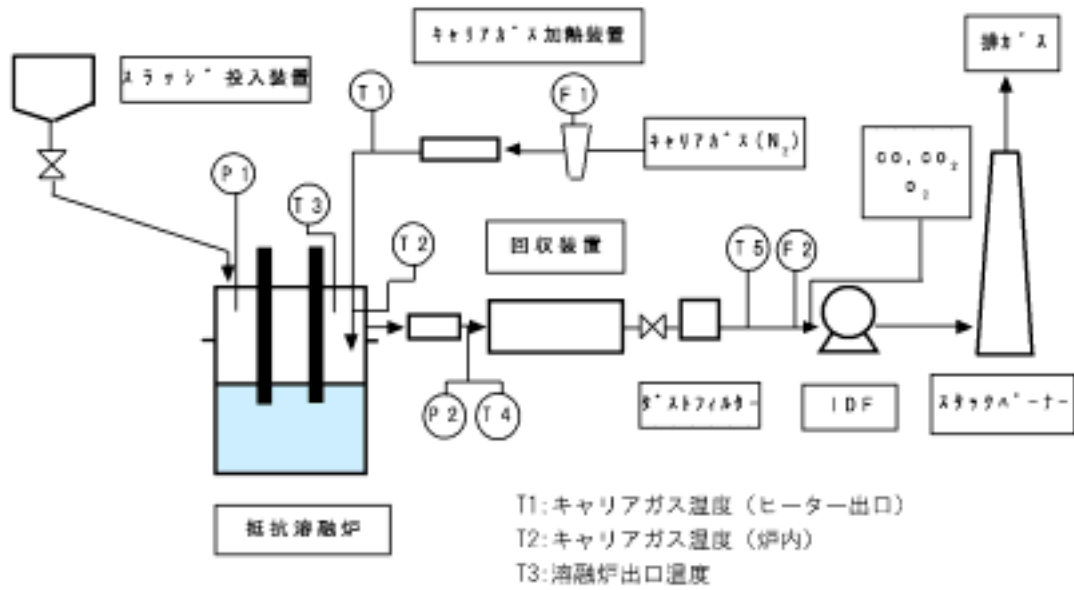 キャリアガス加熱装置
排ガス
スラッジ投入装置
T1
F1
キャリアガス(N₂)
CO,CO₂
O₂
P1
T3
T2
回収装置
T5
F2
P2
T4
ダストフィルター
IDF
スタックバーナー
抵抗溶融炉
T1:キャリアガス温度（ヒーター出口）
T2:キャリアガス温度（炉内）
T3:溶融炉出口温度